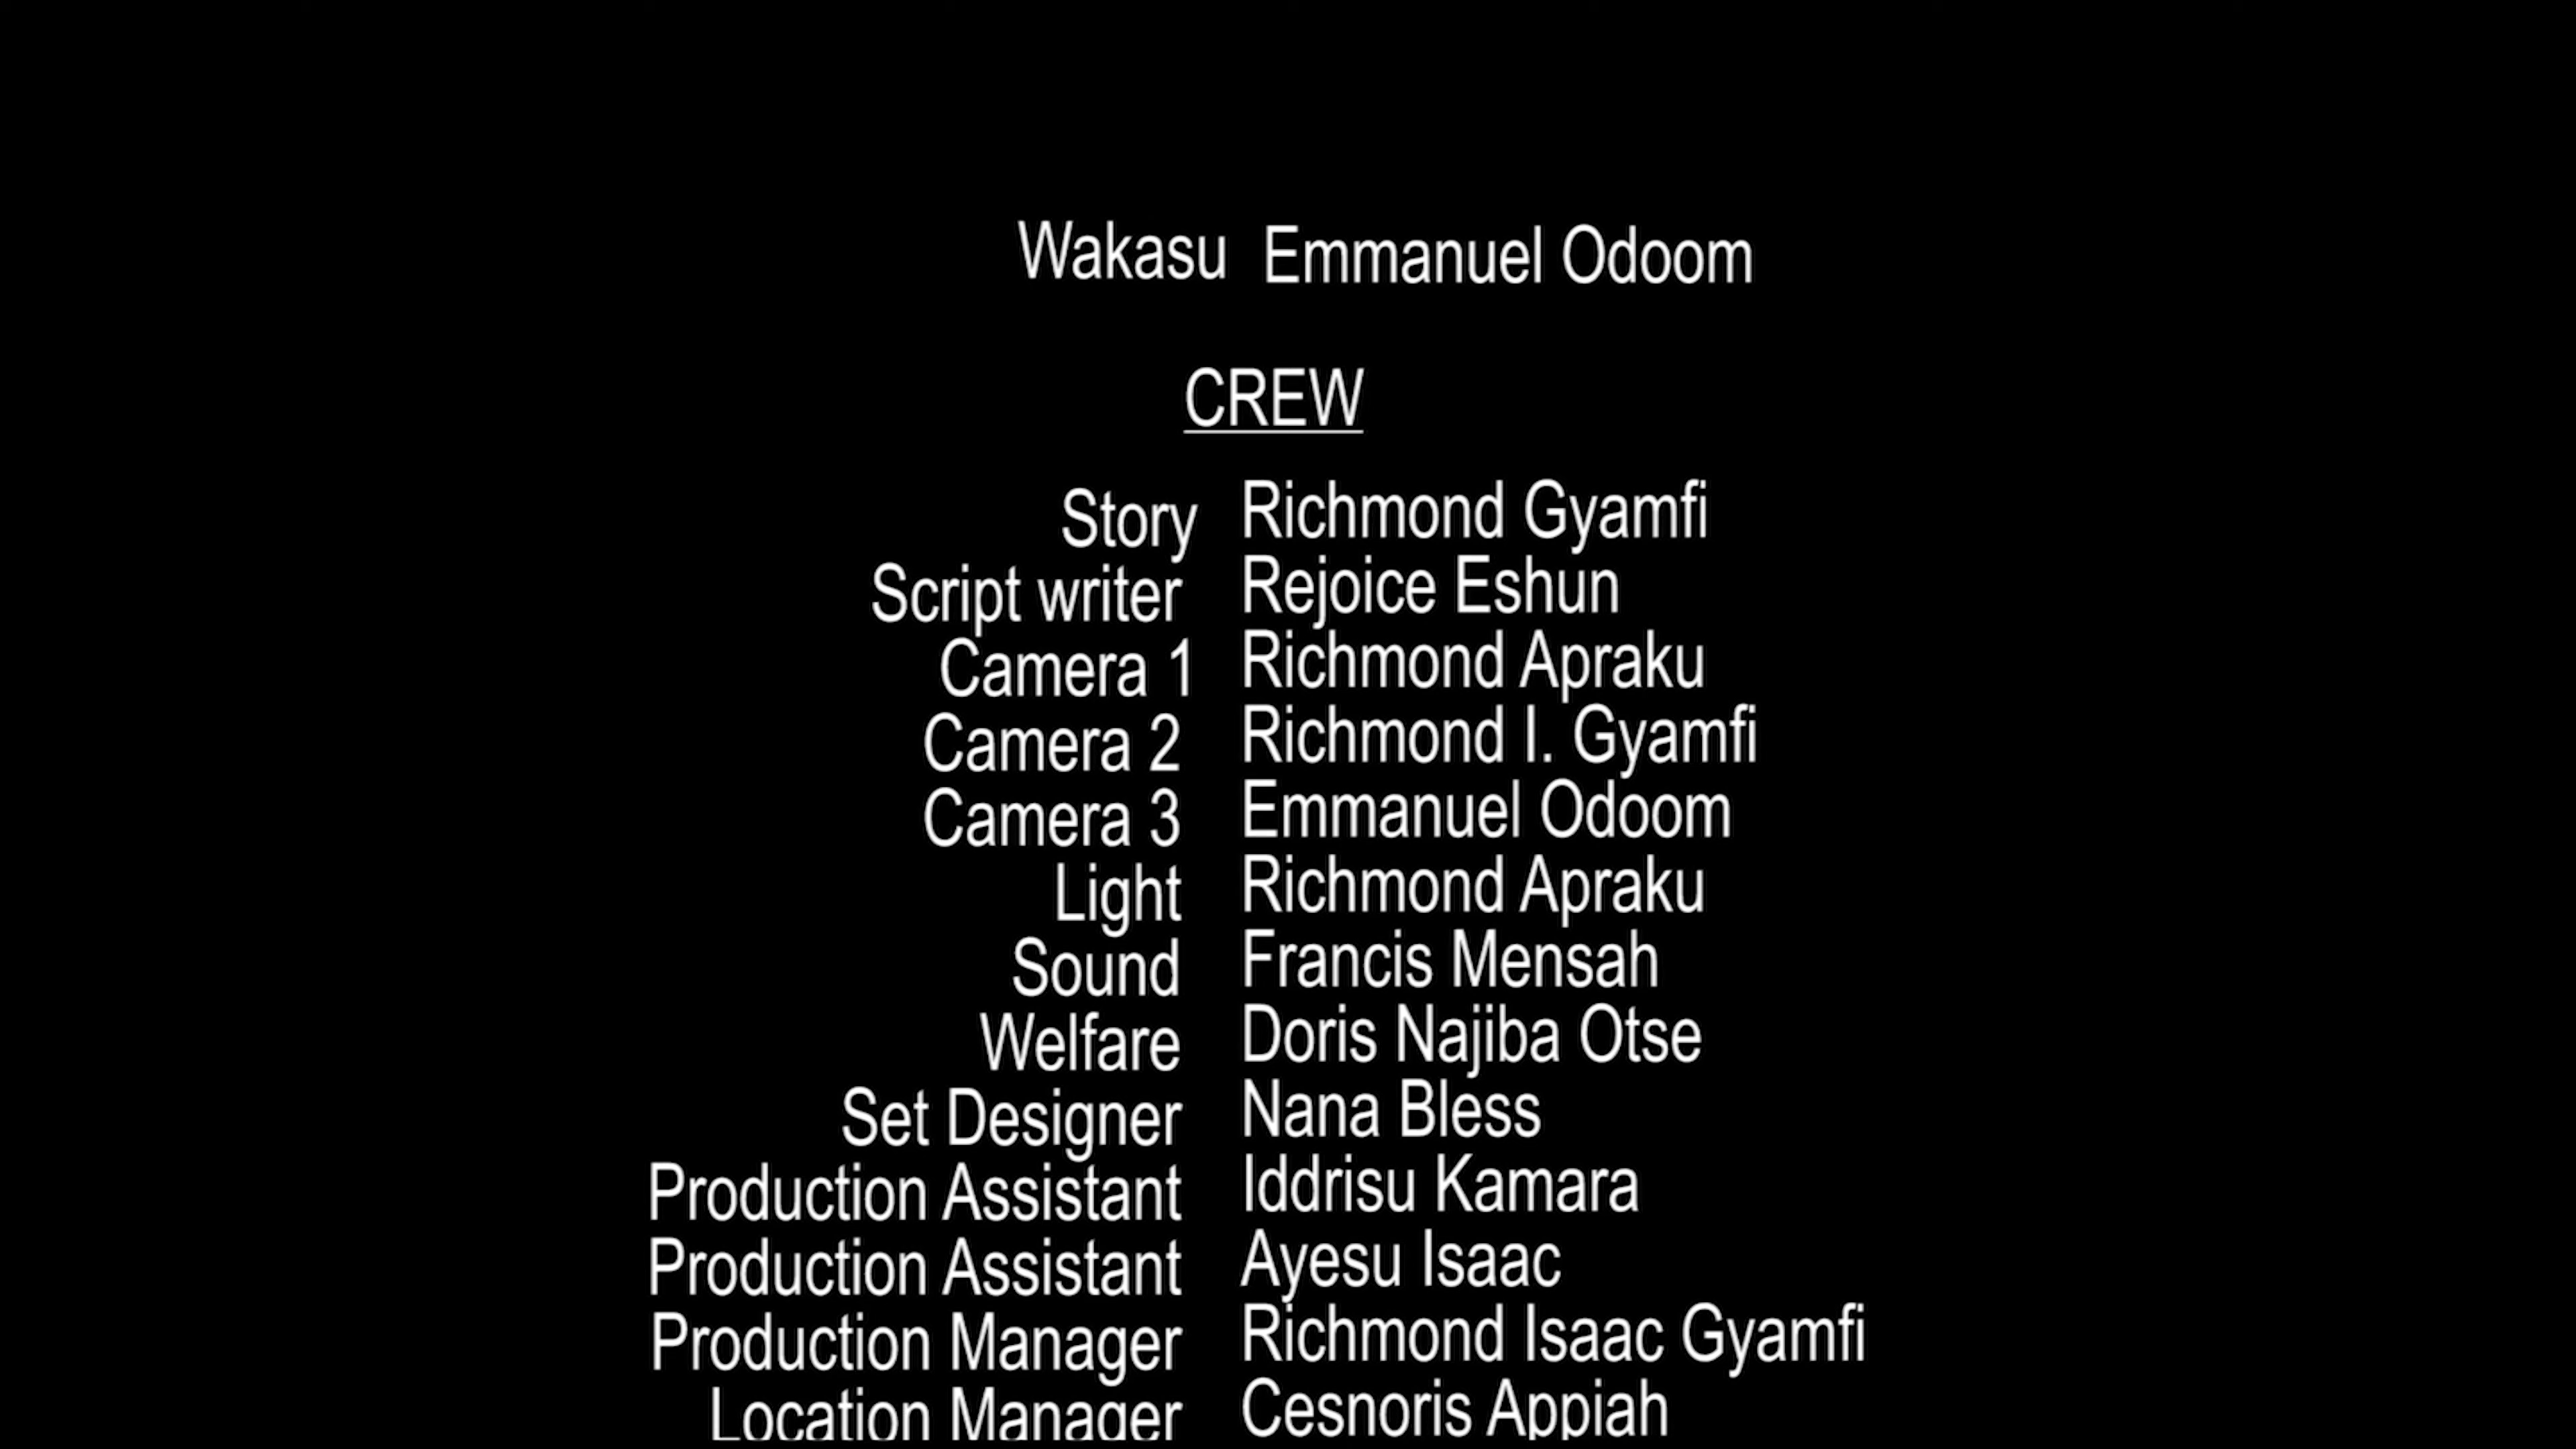 Wakasu Emmanuel Odoom
CREW
Story Richmond Gyamfi
Script writer Rejoice Eshun
Camera 1 Richmond Apraku
Camera 2 Richmond I. Gyamfi
Camera 3 Emmanuel Odoom
Light Richmond Apraku
Sound Francis Mensah
Welfare Doris Najiba Otse
Set Designer Nana Bless
Production Assistant Iddrisu Kamara
Production Assistant Ayesu Isaac
Production Manager Richmond Isaac Gyamfi
Location Manager Cesnoris Appiah